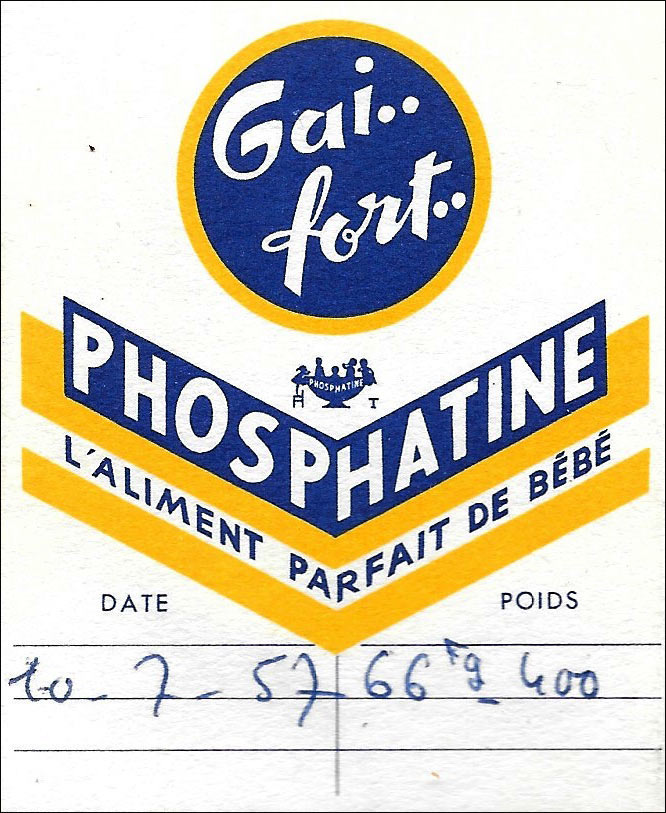 Gai..
fort..
PHOSPHATINE
PHOSPHATINE
L'ALIMENT PARFAIT DE BÉBÉ
DATE POIDS
10-7-57 66 Kg 400